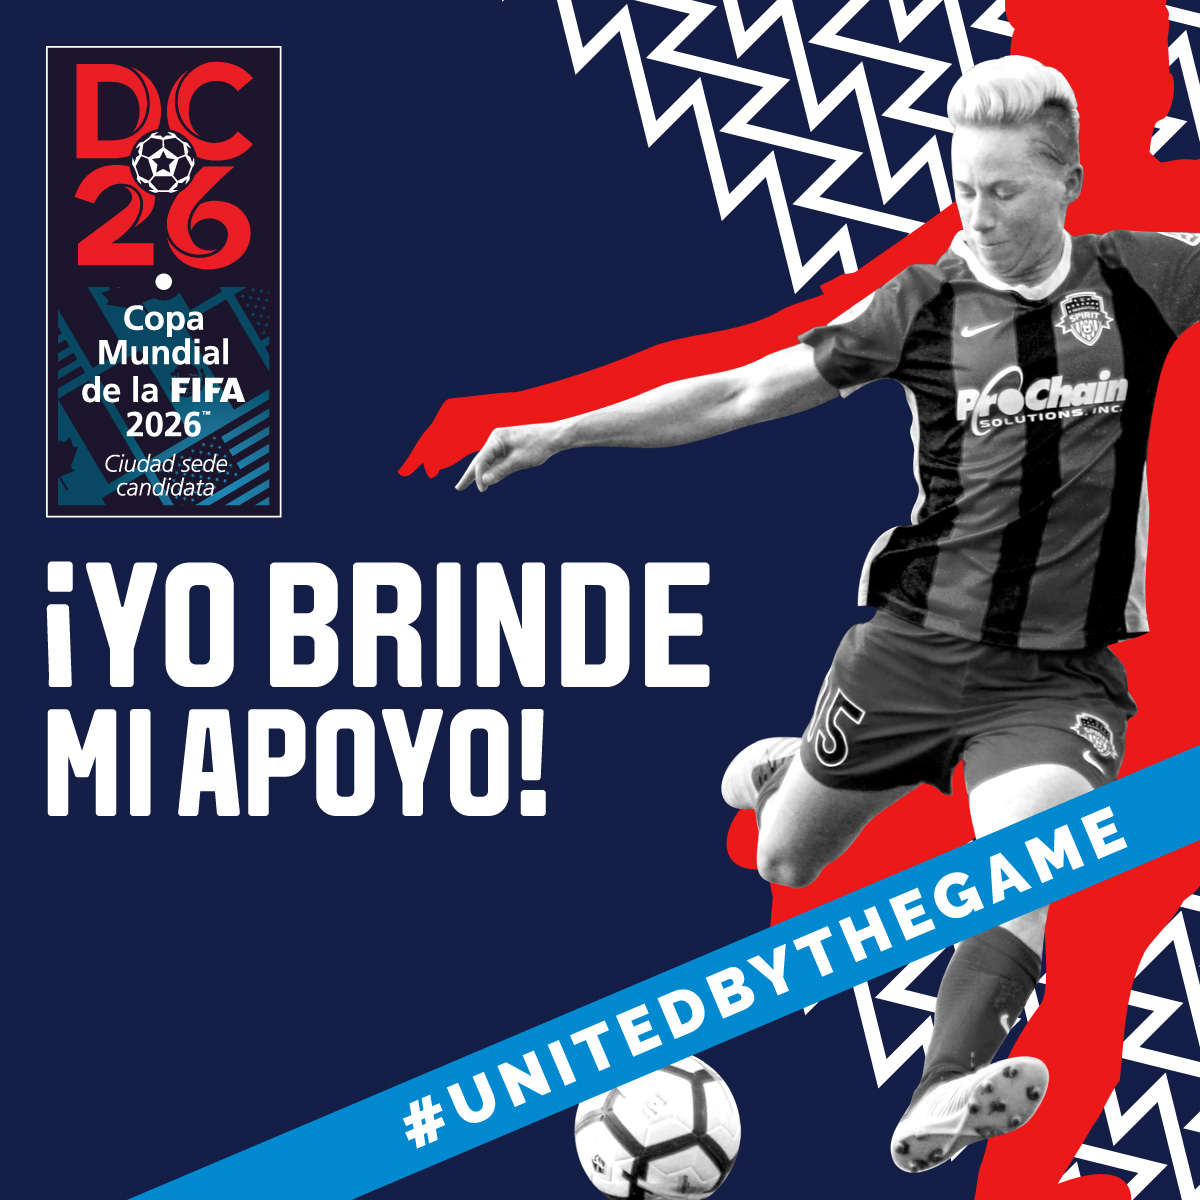 DC
26
Copa
Mundial
de la FIFA
2026™
Ciudad sede
candidata
¡YO BRINDE
MI APOYO!
SPIRIT
ProChain
SOLUTIONS, INC.
15
#UNITEDBYTHEGAME